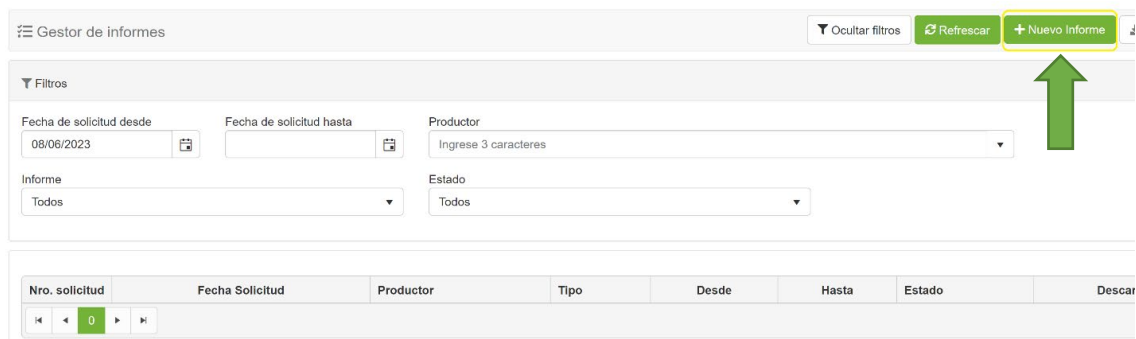 Gestor de informes Ocultar filtros Refrescar + Nuevo Informe
Filtros
Fecha de solicitud desde Fecha de solicitud hasta Productor
08/06/2023 Ingrese 3 caracteres
Informe Estado
Todos Todos
Nro. solicitud Fecha Solicitud Productor Tipo Desde Hasta Estado Descar
0